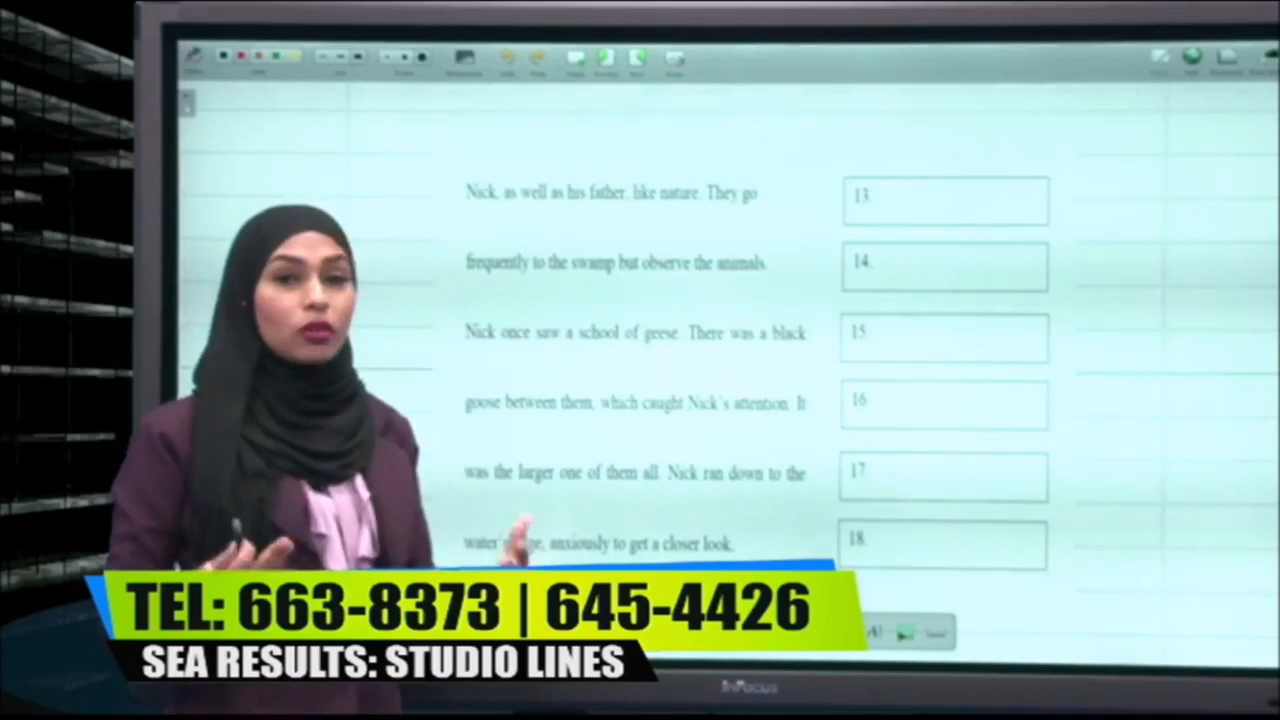 Nick, as well as his father, like nature. They go
13.
frequently to the swamp but observe the animals.
14.
Nick once saw a school of geese. There was a black
15.
goose between them, which caught Nick's attention. It
16.
was the larger one of them all. Nick ran down to the
17.
water's, anxiously to get a closer look.
18.
TEL: 663-8373 | 645-4426
SEA RESULTS: STUDIO LINES
InFocus